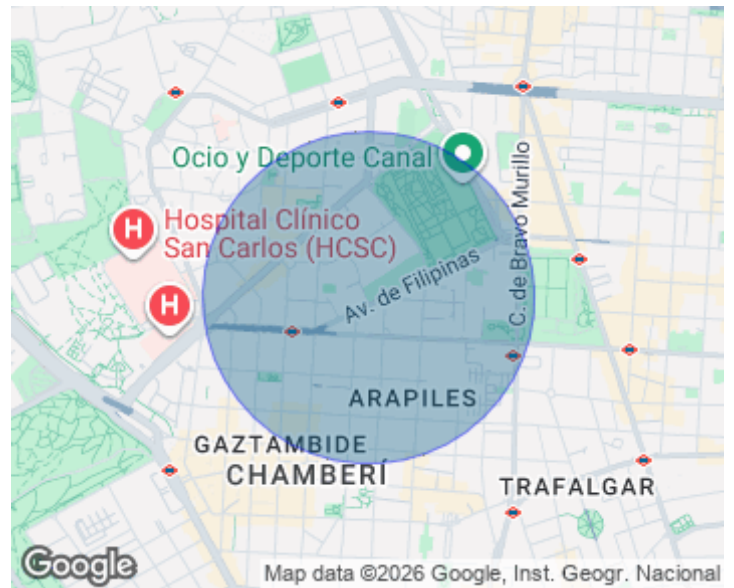 Ocio y Deporte Canal
Hospital Clínico
San Carlos (HCSC)
H
H
C. de Bravo Murillo
Av. de Filipinas
ARAPILES
GAZTAMBIDE
CHAMBERÍ
TRAFALGAR
Google
Map data ©2026 Google, Inst. Geogr. Nacional